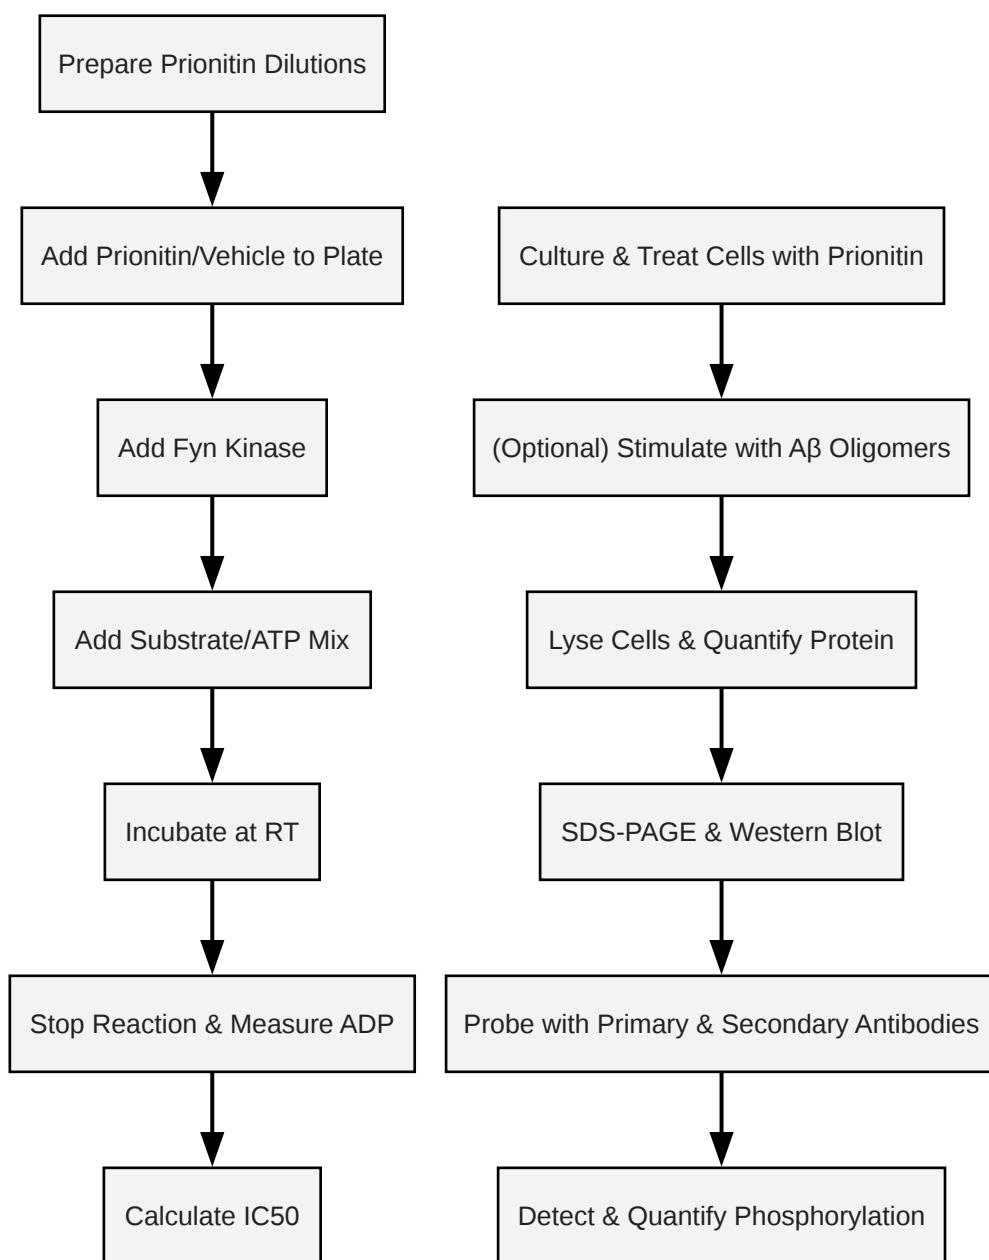 Prepare Prionitin Dilutions
Add Prionitin/Vehicle to Plate
Add Fyn Kinase
Add Substrate/ATP Mix
Incubate at RT
Stop Reaction & Measure ADP
Calculate IC50
Culture & Treat Cells with Prionitin
(Optional) Stimulate with Aβ Oligomers
Lyse Cells & Quantify Protein
SDS-PAGE & Western Blot
Probe with Primary & Secondary Antibodies
Detect & Quantify Phosphorylation